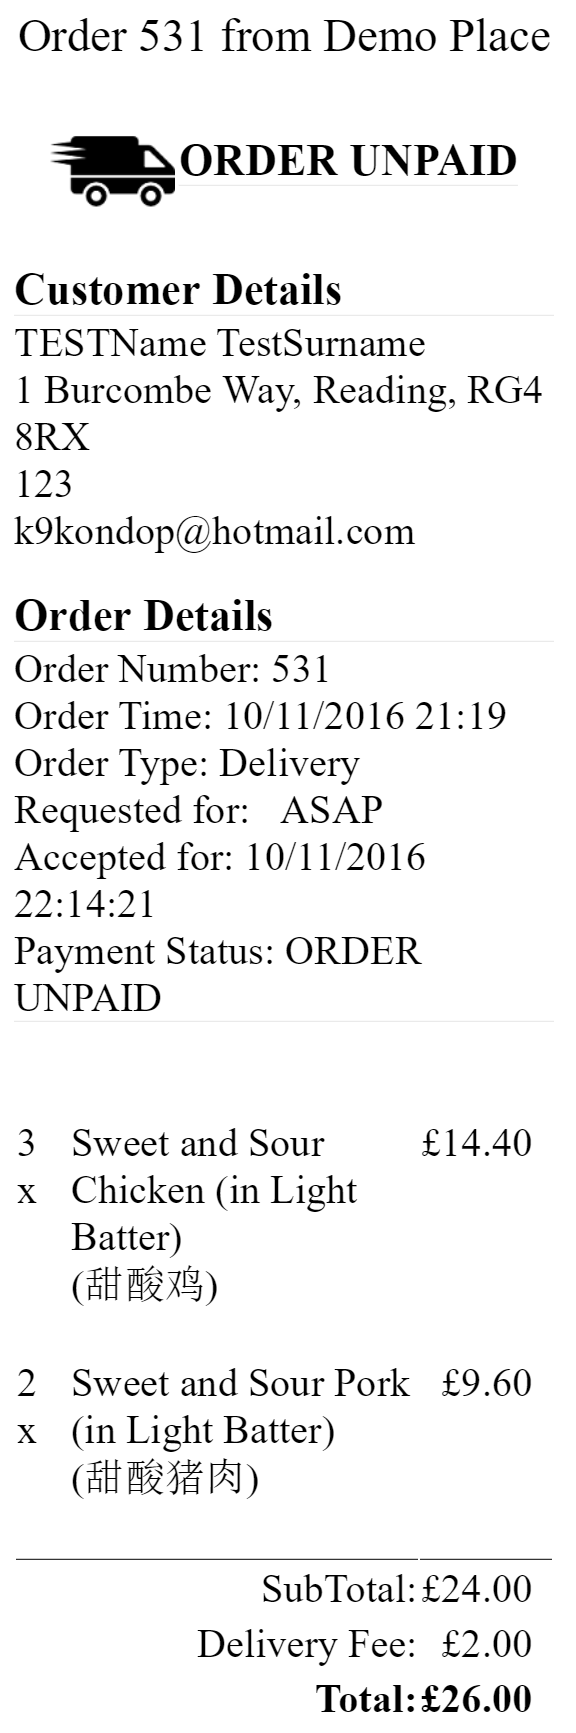 Order 531 from Demo Place
ORDER UNPAID
Customer Details
TESTName TestSurname
1 Burcombe Way, Reading, RG4
8RX
123
k9kondop@hotmail.com
Order Details
Order Number: 531
Order Time: 10/11/2016 21:19
Order Type: Delivery
Requested for: ASAP
Accepted for: 10/11/2016
22:14:21
Payment Status: ORDER
UNPAID
3 Sweet and Sour £14.40
x Chicken (in Light
Batter)
(甜酸鸡)
2 Sweet and Sour Pork £9.60
x (in Light Batter)
(甜酸猪肉)
SubTotal: £24.00
Delivery Fee: £2.00
Total: £26.00